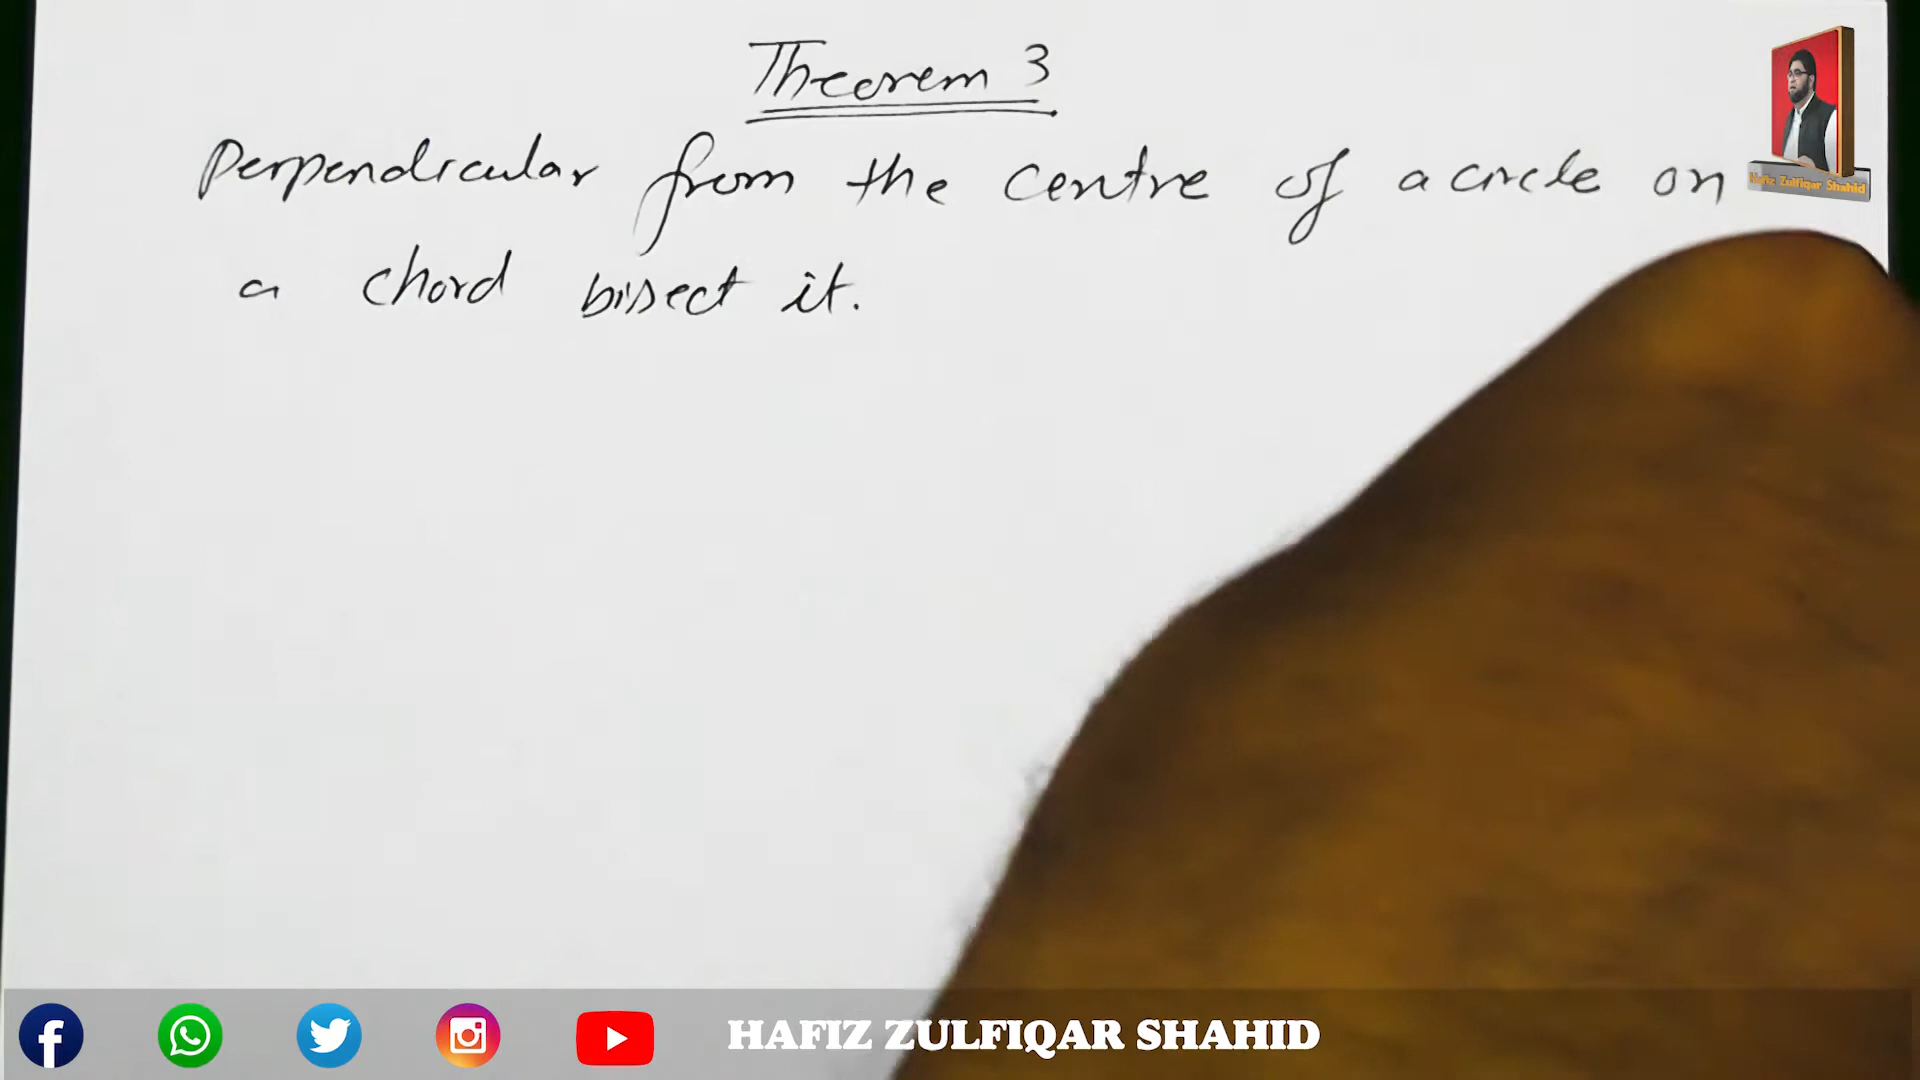 Theorem 3
Perpendicular from the centre of a circle on
a chord bisect it.
Hafiz Zulfiqar Shahid
HAFIZ ZULFIQAR SHAHID